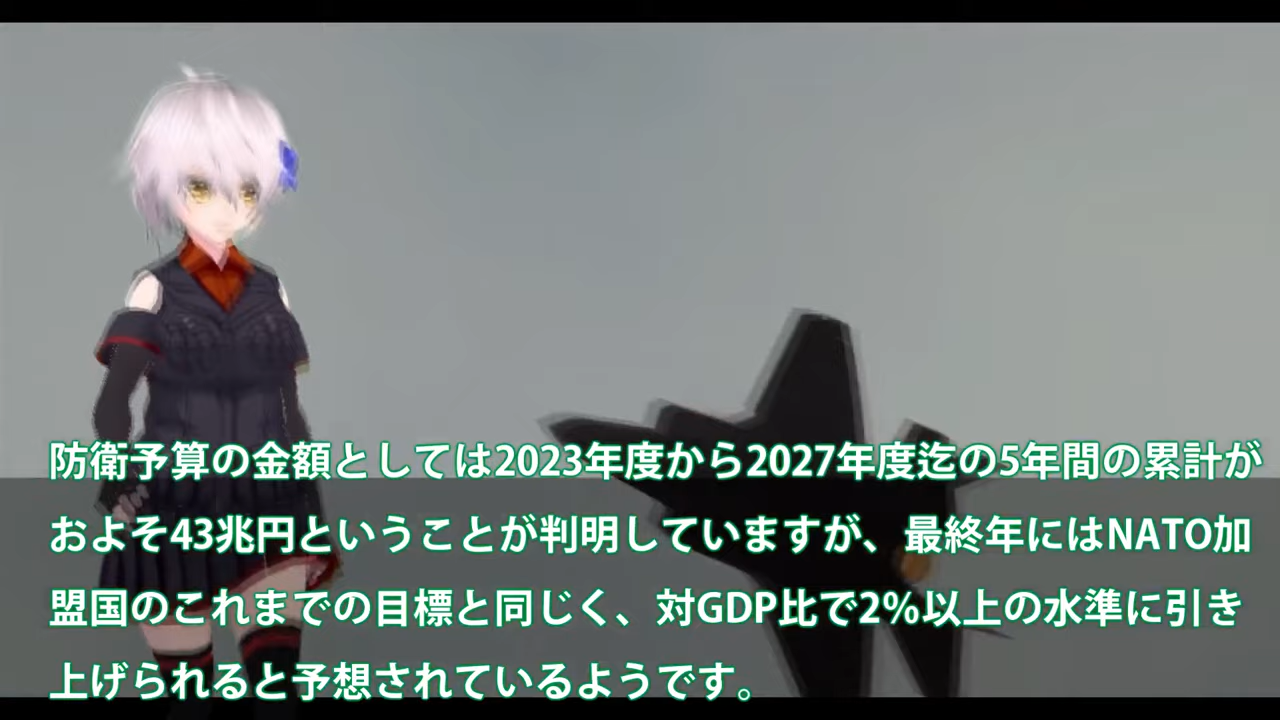 防衛予算の金額としては2023年度から2027年度迄の5年間の累計が
およそ43兆円ということが判明していますが、最終年にはNATO加
盟国のこれまでの目標と同じく、対GDP比で2%以上の水準に引き
上げられると予想されているようです。